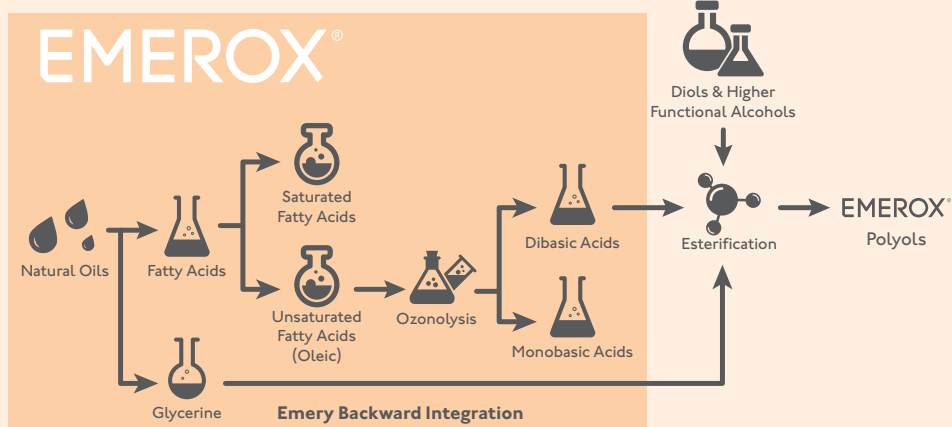 EMEROX®
Diols & Higher
Functional Alcohols
Saturated
Fatty Acids
Natural Oils
Fatty Acids
Dibasic Acids
Esterification
EMEROX®
Polyols
Unsaturated
Fatty Acids
(Oleic)
Ozonolysis
Monobasic Acids
Glycerine
Emery Backward Integration